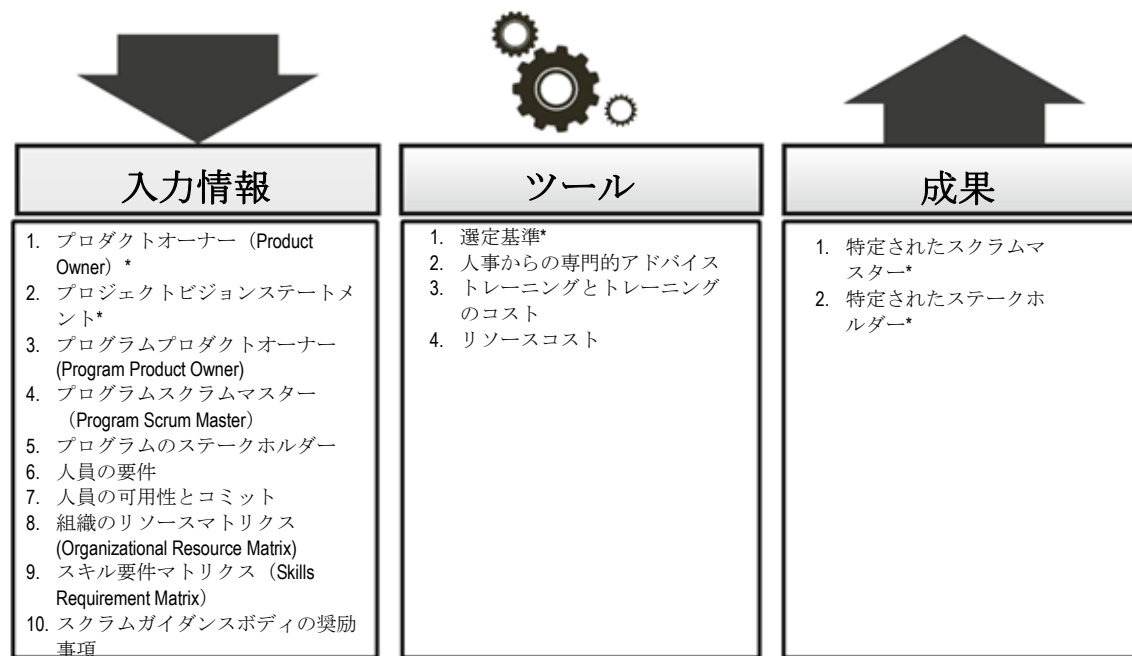 入力情報
1. プロダクトオーナー（Product
Owner）*
2. プロジェクトビジョンステートメ
ント*
3. プログラムプロダクトオーナー
(Program Product Owner)
4. プログラムスクラムマスター
（Program Scrum Master）
5. プログラムのステークホルダー
6. 人員の要件
7. 人員の可用性とコミット
8. 組織のリソースマトリクス
(Organizational Resource Matrix)
9. スキル要件マトリクス（Skills
Requirement Matrix）
10. スクラムガイダンスボディの奨励
事項
ツール
1. 選定基準*
2. 人事からの専門的アドバイス
3. トレーニングとトレーニング
のコスト
4. リソースコスト
成果
1. 特定されたスクラムマ
スター*
2. 特定されたステークホ
ルダー*